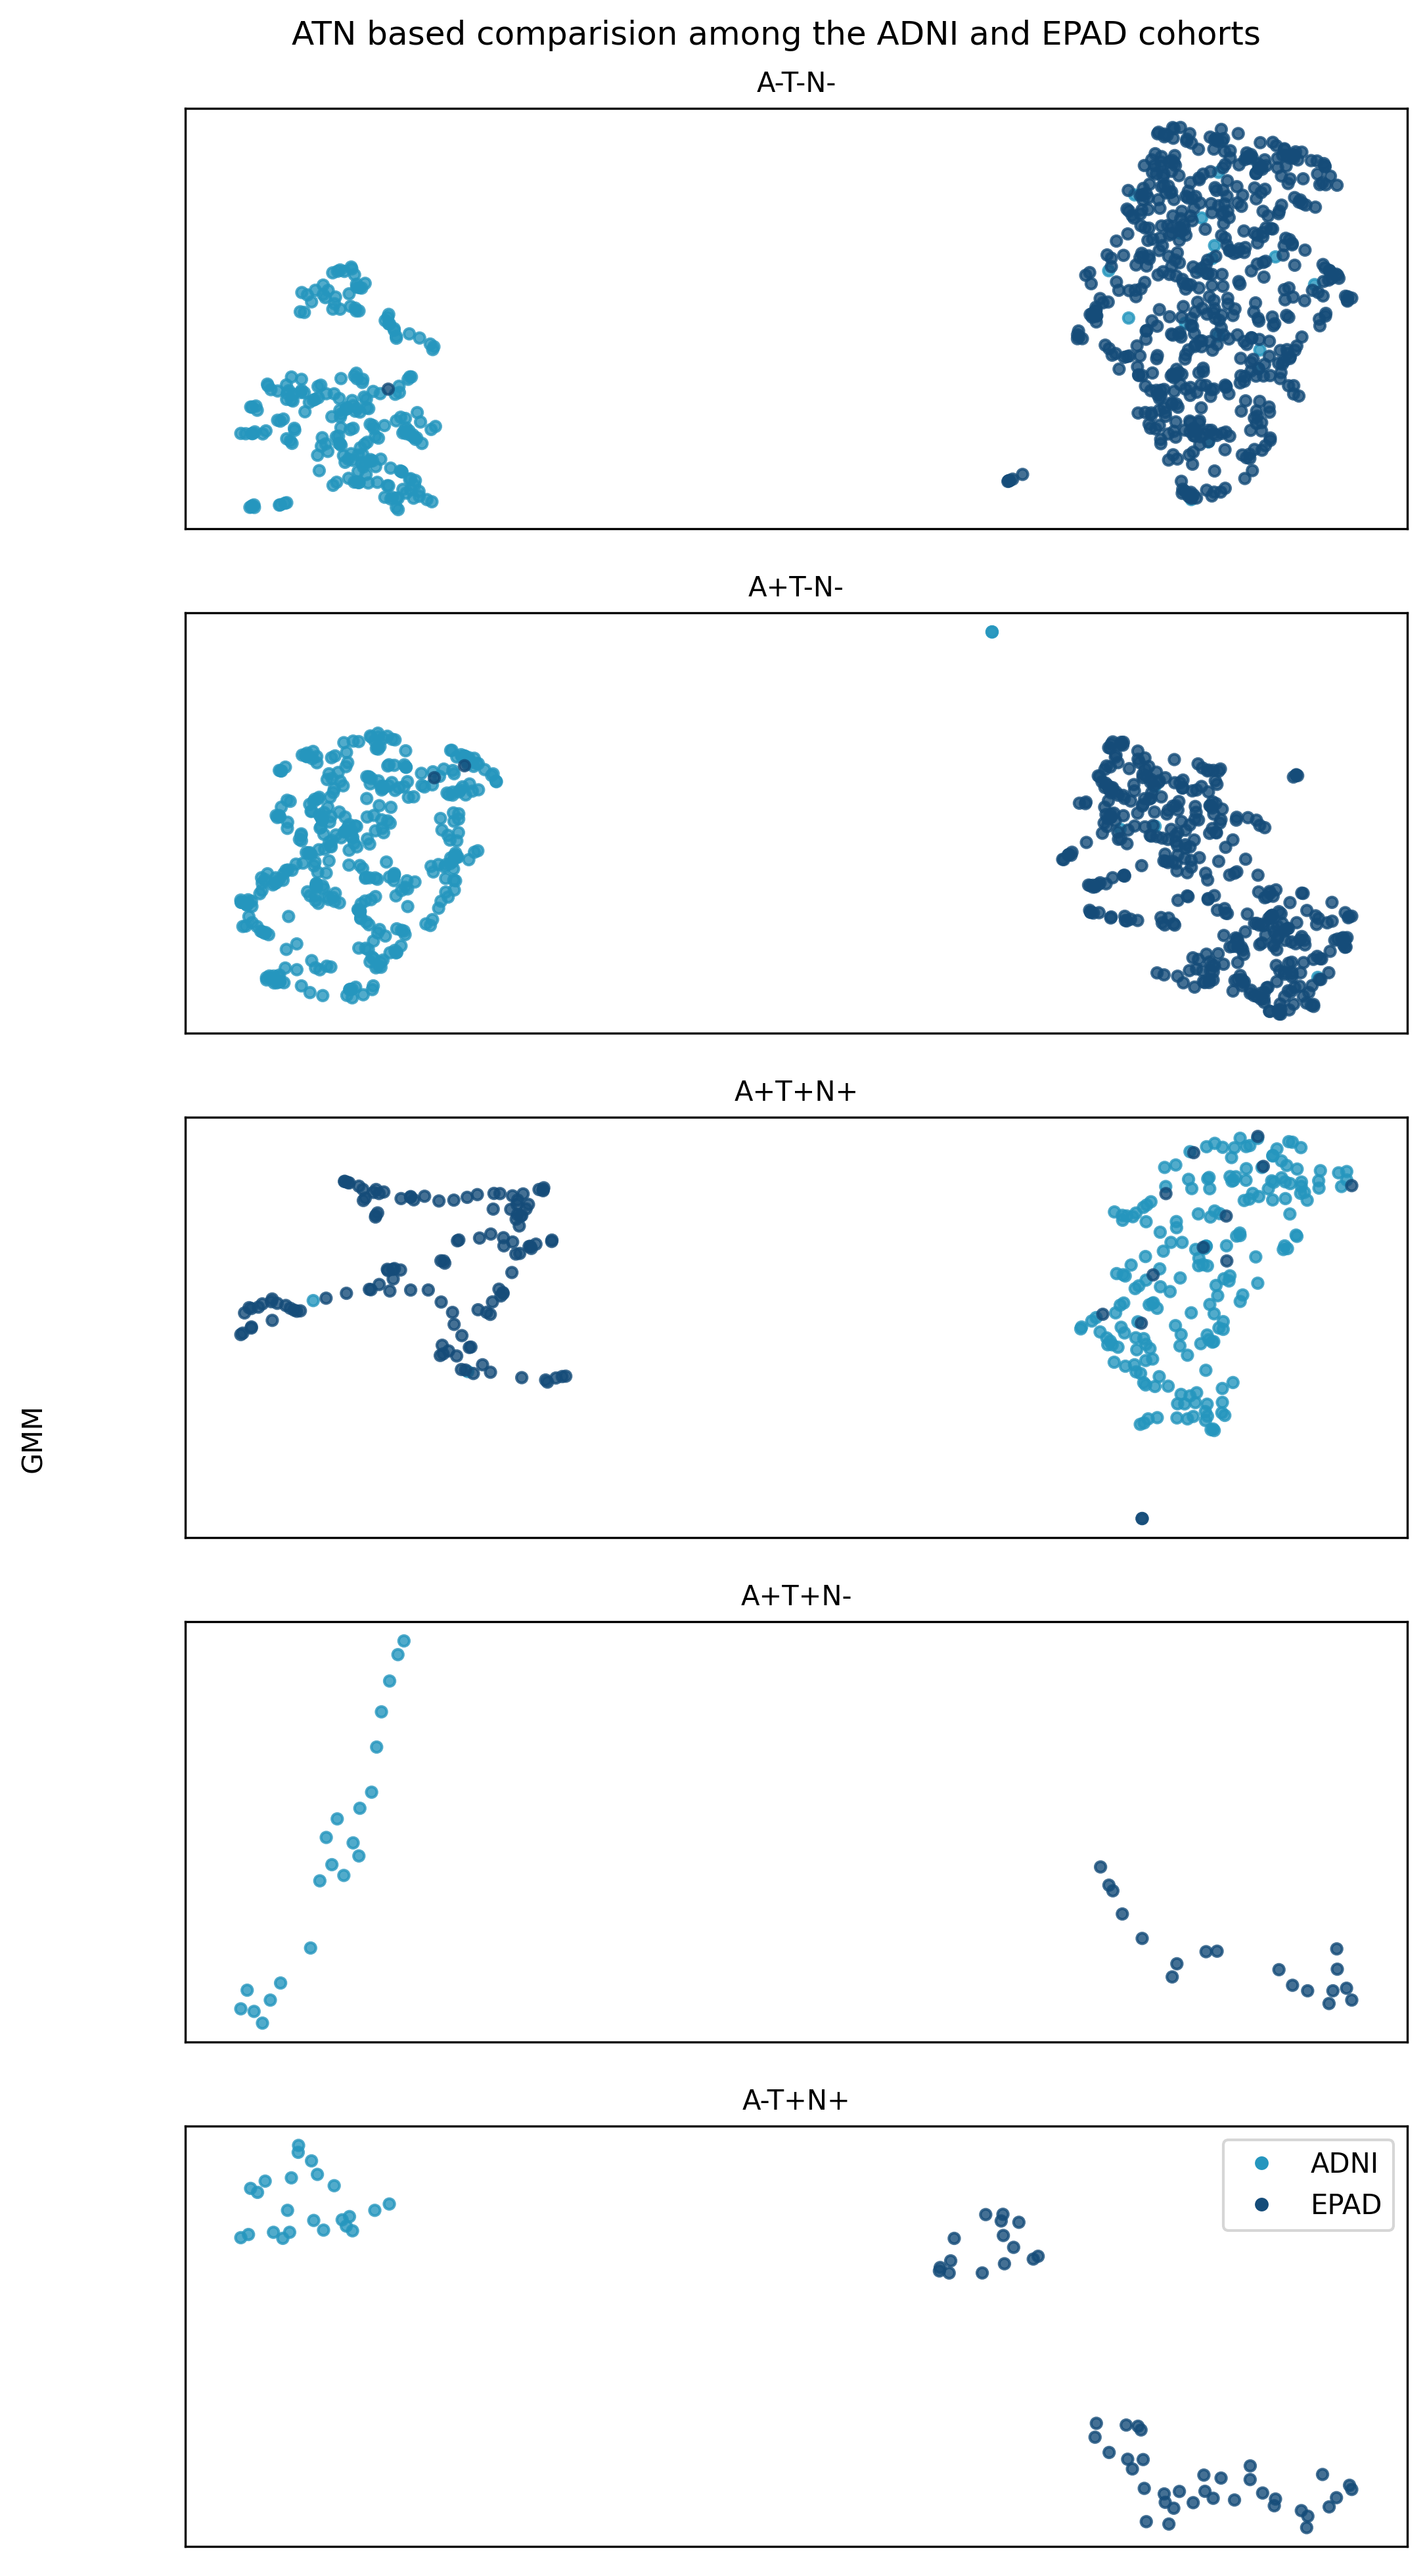 ATN based comparision among the ADNI and EPAD cohorts
A-T-N-
A+T-N-
A+T+N+
GMM
A+T+N-
A-T+N+
ADNI
EPAD